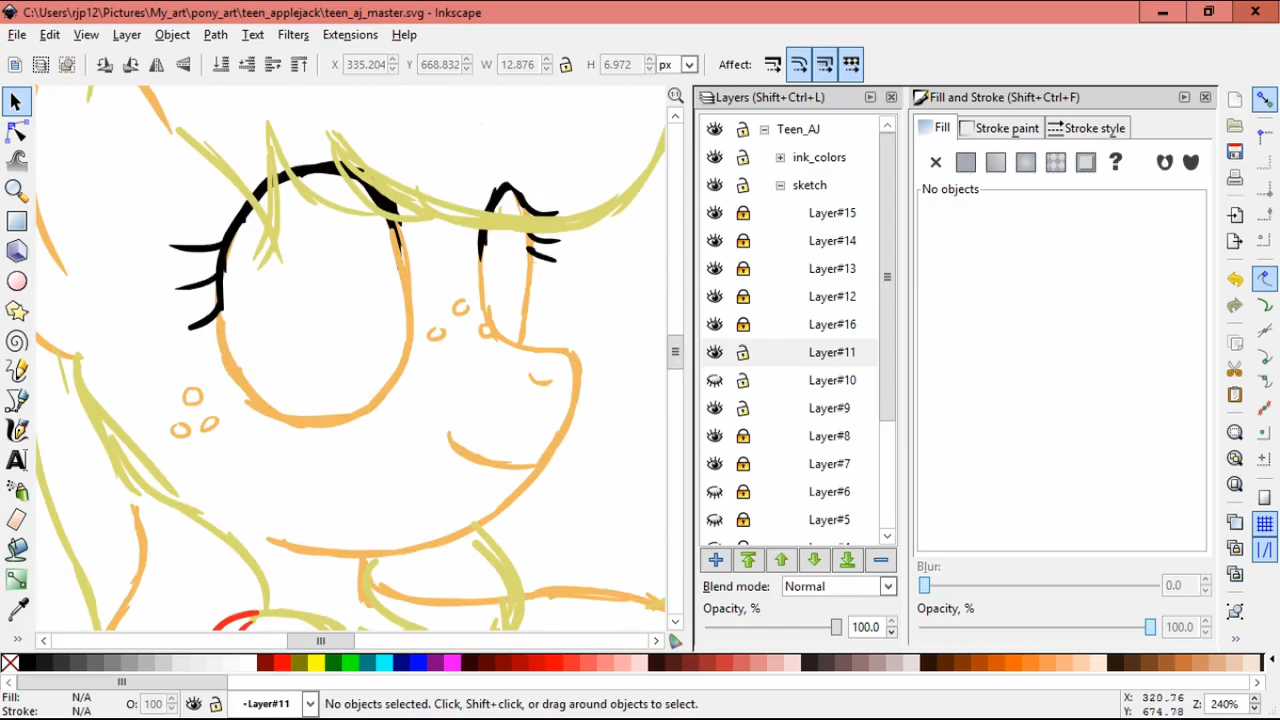 C:\Users\rjp12\Pictures\My_art\pony_art\teen_applejack\teen_aj_master.svg - Inkscape
File Edit View Layer Object Path Text Filters Extensions Help
X 335.204 Y 668.832 W 12.876 H 6.972 px Affect:
Layers (Shift+Ctrl+L)
Teen_AJ
ink_colors
sketch
Layer#15
Layer#14
Layer#13
Layer#12
Layer#16
Layer#11
Layer#10
Layer#9
Layer#8
Layer#7
Layer#6
Layer#5
Blend mode: Normal
Opacity, % 100.0
Fill and Stroke (Shift+Ctrl+F)
Fill Stroke paint Stroke style
No objects
Blur: 0.0
Opacity, % 100.0
Fill: N/A
Stroke: N/A
O: 100
•Layer#11
No objects selected. Click, Shift+click, or drag around objects to select.
X: 320.76
Y: 674.78
Z: 240%